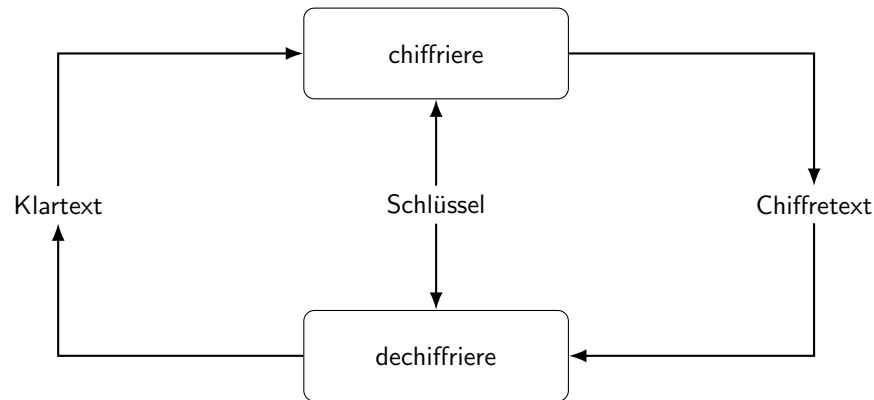 chiffriere
Klartext
Schlüssel
Chiffretext
dechiffriere